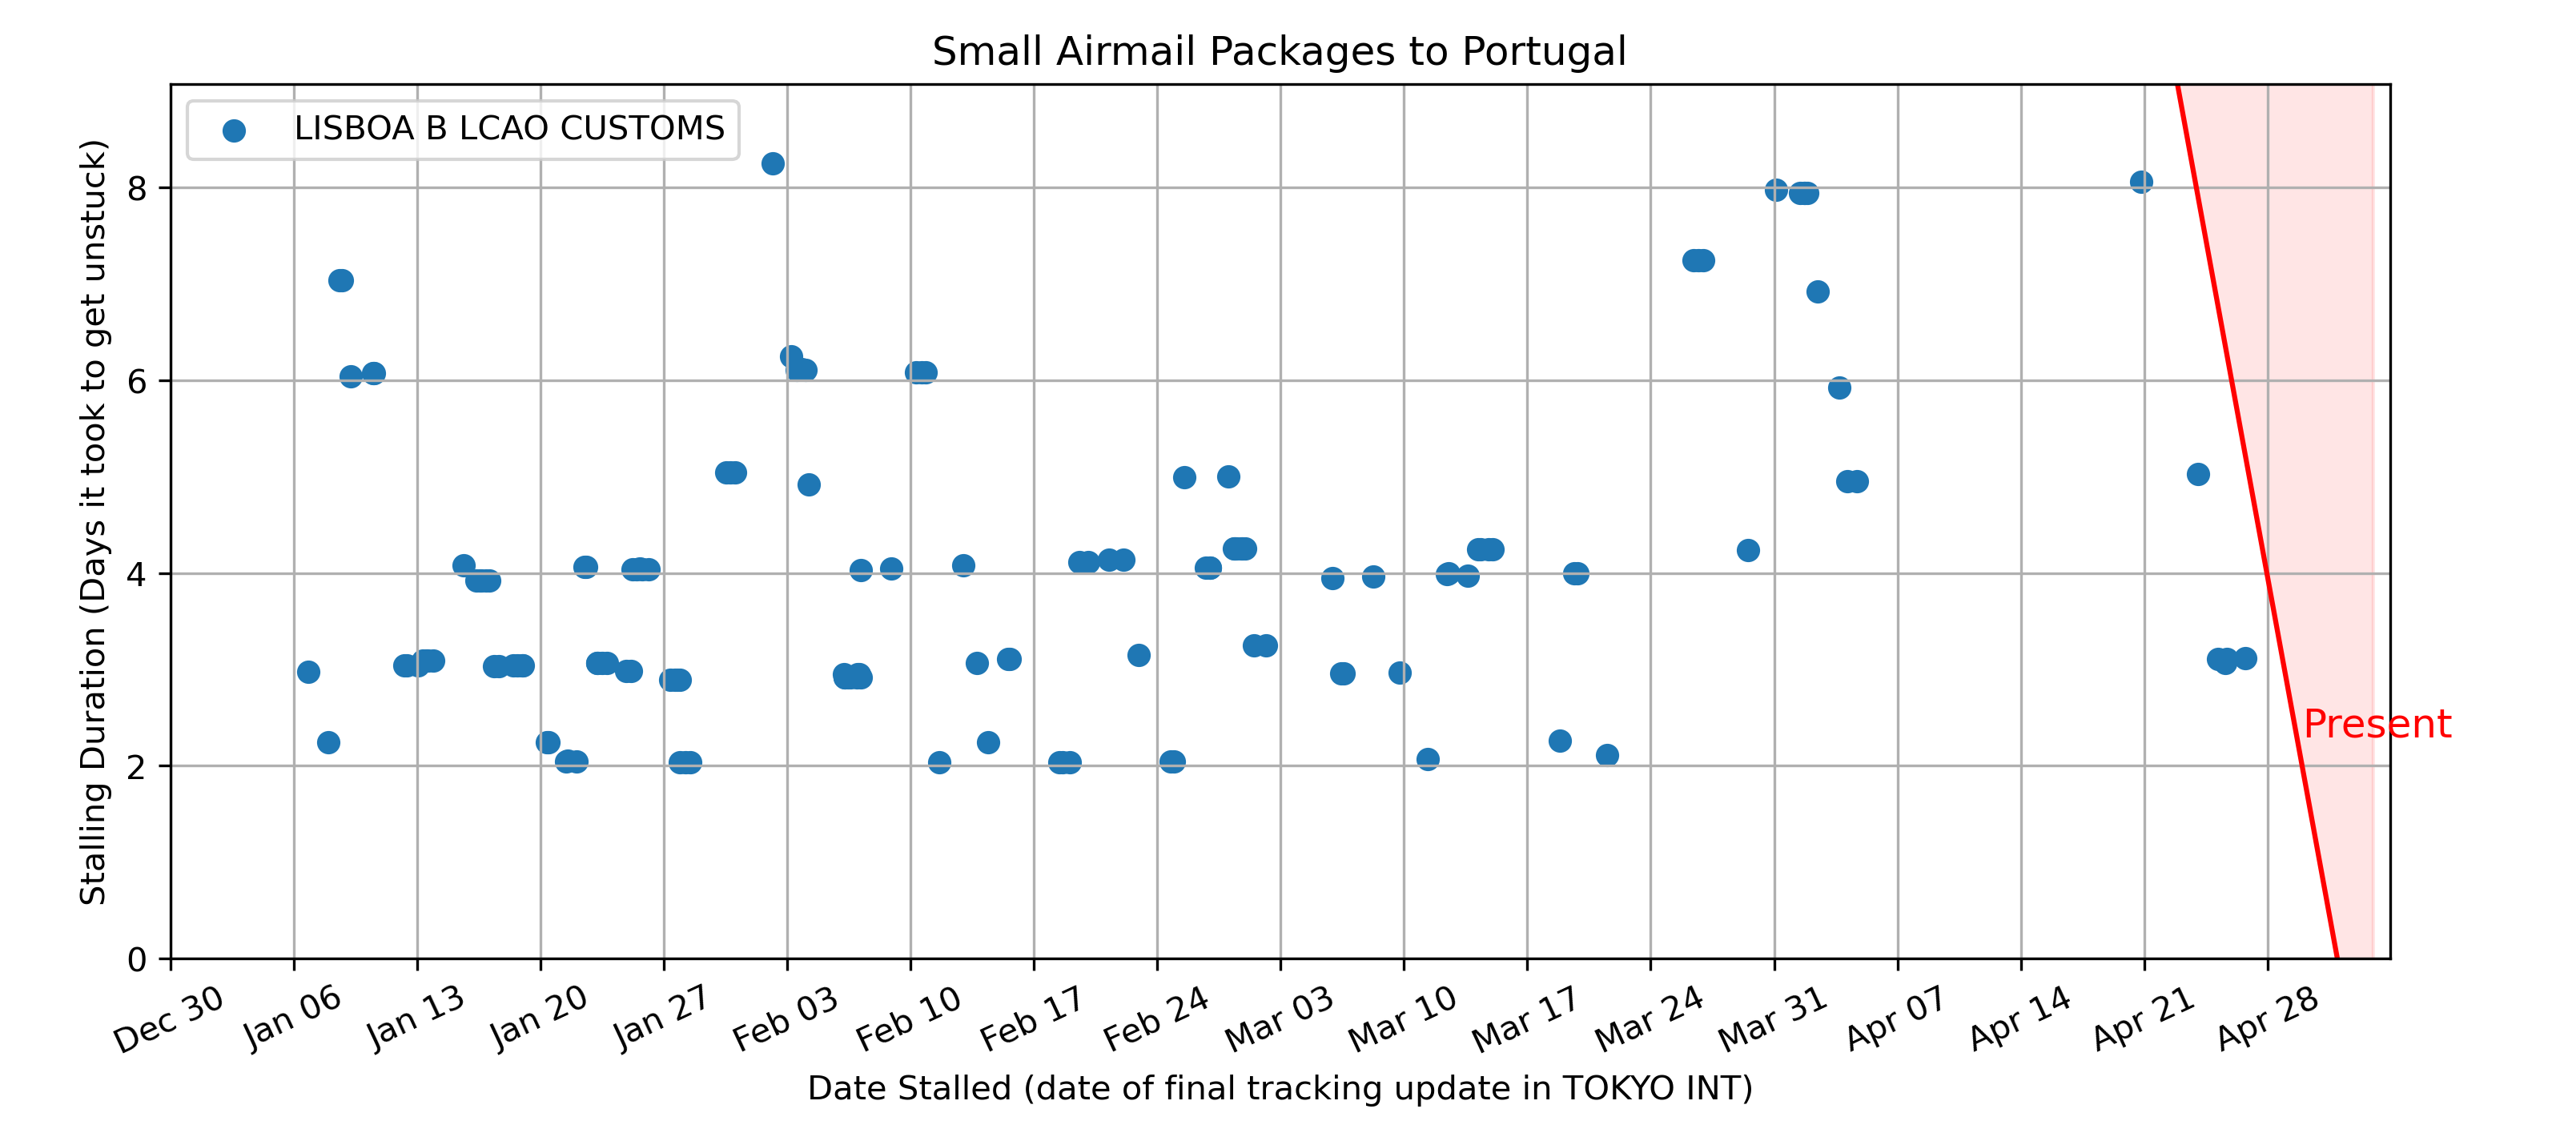 Small Airmail Packages to Portugal
LISBOA B LCAO CUSTOMS
Stalling Duration (Days it took to get unstuck)
8
6
4
2
0
Present
Dec 30
Jan 06
Jan 13
Jan 20
Jan 27
Feb 03
Feb 10
Feb 17
Feb 24
Mar 03
Mar 10
Mar 17
Mar 24
Mar 31
Apr 07
Apr 14
Apr 21
Apr 28
Date Stalled (date of final tracking update in TOKYO INT)